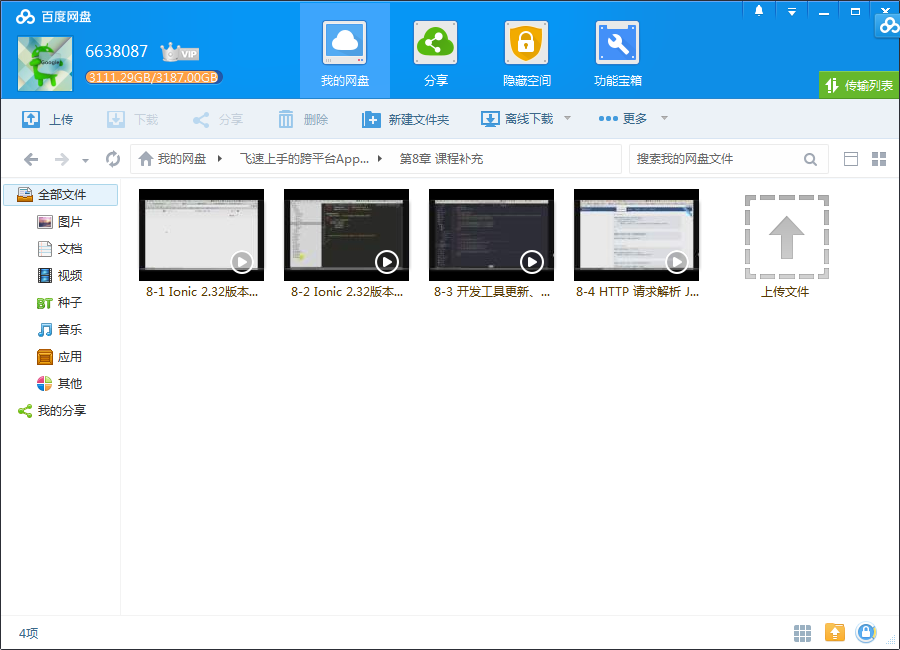 百度网盘
6638087 VIP
3111.29GB/3187.00GB
我的网盘 分享 隐藏空间 功能宝箱
传输列表
上传 下载 分享 删除 新建文件夹 离线下载 更多
我的网盘 飞速上手的跨平台App... 第8章 课程补充 搜索我的网盘文件
全部文件
图片
文档
视频
BT 种子
音乐
应用
其他
我的分享
8-1 Ionic 2.32版本... 8-2 Ionic 2.32版本... 8-3 开发工具更新、... 8-4 HTTP 请求解析 J... 上传文件
4项